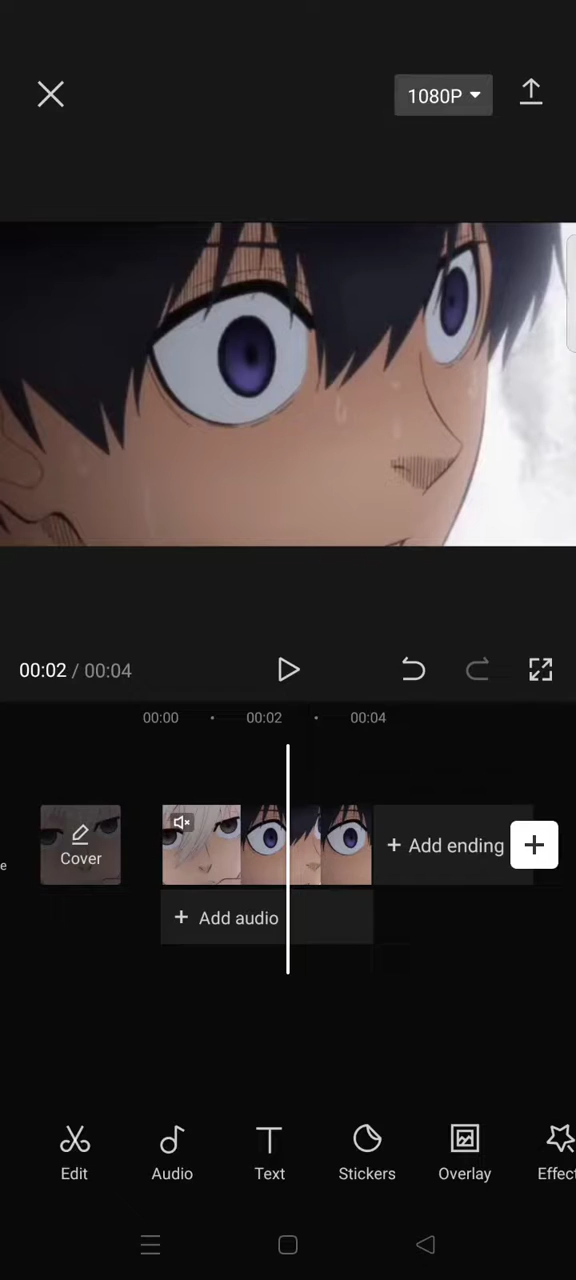 1080P
00:02 / 00:04
00:00 00:02 00:04
e
Cover
+ Add ending
+ Add audio
Edit Audio Text Stickers Overlay Effect